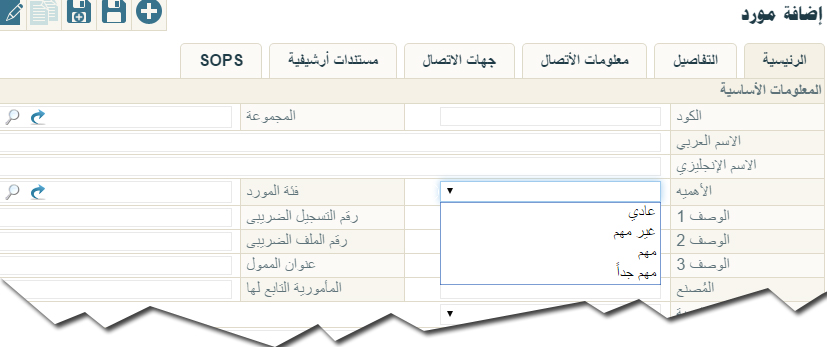 إضافة مورد
الرئيسية التفاصيل معلومات الأتصال جهات الاتصال مستندات أرشيفية SOPS
المعلومات الأساسية
الكود المجموعة
الاسم العربي
الاسم الإنجليزي
الأهميه فئة المورد
عادي
غير مهم
مهم
مهم جداً
الوصف 1 رقم التسجيل الضريبى
الوصف 2 رقم الملف الضريبى
الوصف 3 عنوان الممول
المُصنع المأمورية التابع لها